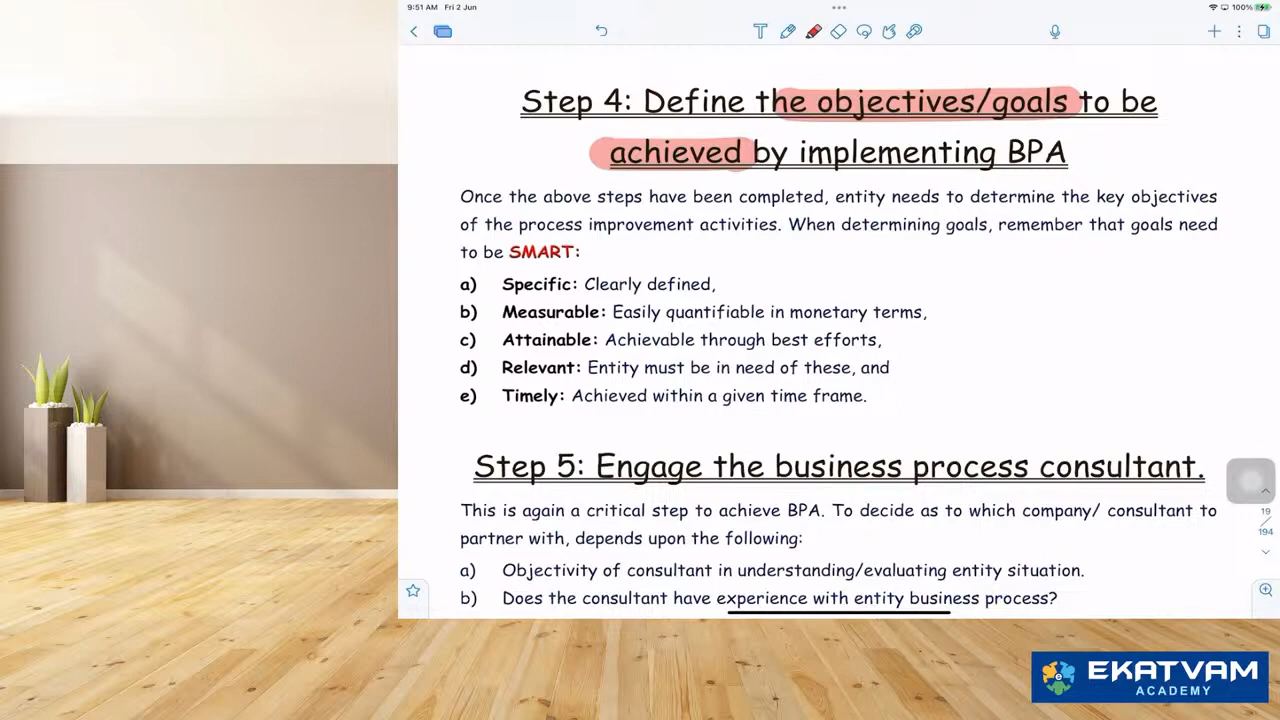 9:51 AM Fri 2 Jun
100%
Step 4: Define the objectives/goals to be
achieved by implementing BPA
Once the above steps have been completed, entity needs to determine the key objectives
of the process improvement activities. When determining goals, remember that goals need
to be SMART:
a) Specific: Clearly defined,
b) Measurable: Easily quantifiable in monetary terms,
c) Attainable: Achievable through best efforts,
d) Relevant: Entity must be in need of these, and
e) Timely: Achieved within a given time frame.
Step 5: Engage the business process consultant.
This is again a critical step to achieve BPA. To decide as to which company/ consultant to
partner with, depends upon the following:
a) Objectivity of consultant in understanding/evaluating entity situation.
b) Does the consultant have experience with entity business process?
19
/
194
EKATVAM
ACADEMY